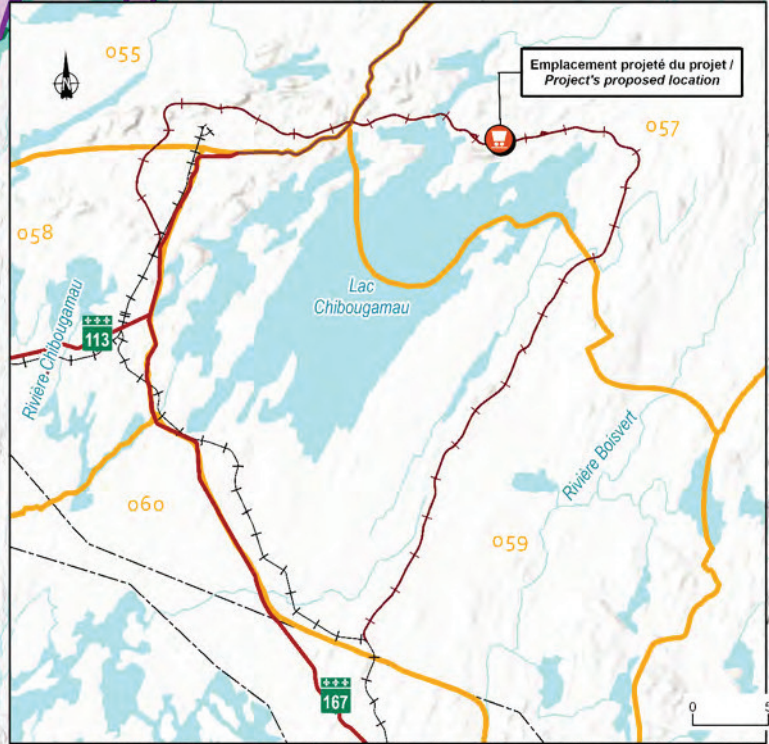 055
N
Emplacement projeté du projet /
Project's proposed location
057
058
Lac
Chibougamau
113
Rivière Chibougamau
Rivière Boisvert
060
059
167
0
5